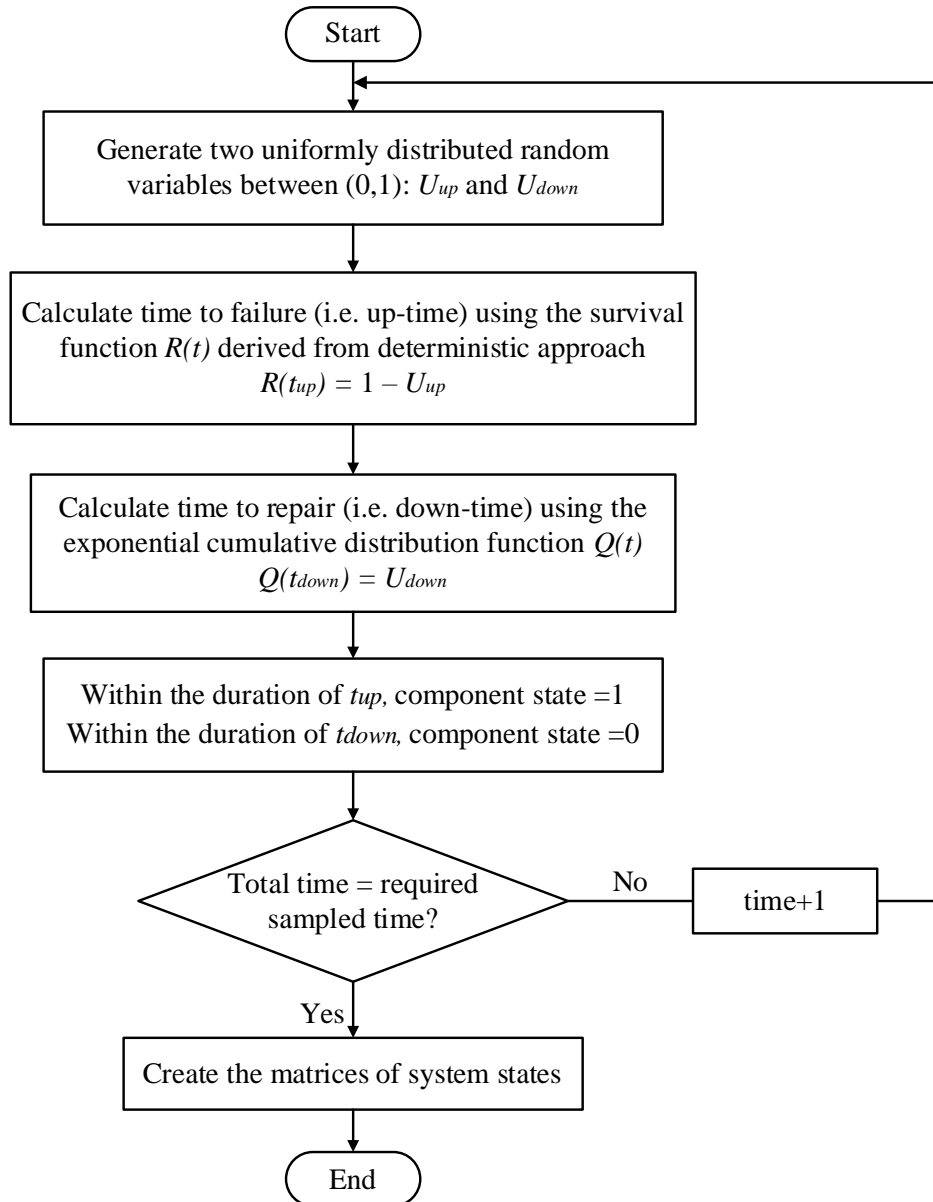 Start
Generate two uniformly distributed random
variables between (0,1): Uup and Udown
Calculate time to failure (i.e. up-time) using the survival
function R(t) derived from deterministic approach
R(tup) = 1 – Uup
Calculate time to repair (i.e. down-time) using the
exponential cumulative distribution function Q(t)
Q(tdown) = Udown
Within the duration of tup, component state =1
Within the duration of tdown, component state =0
Total time = required
sampled time?
No
time+1
Yes
Create the matrices of system states
End